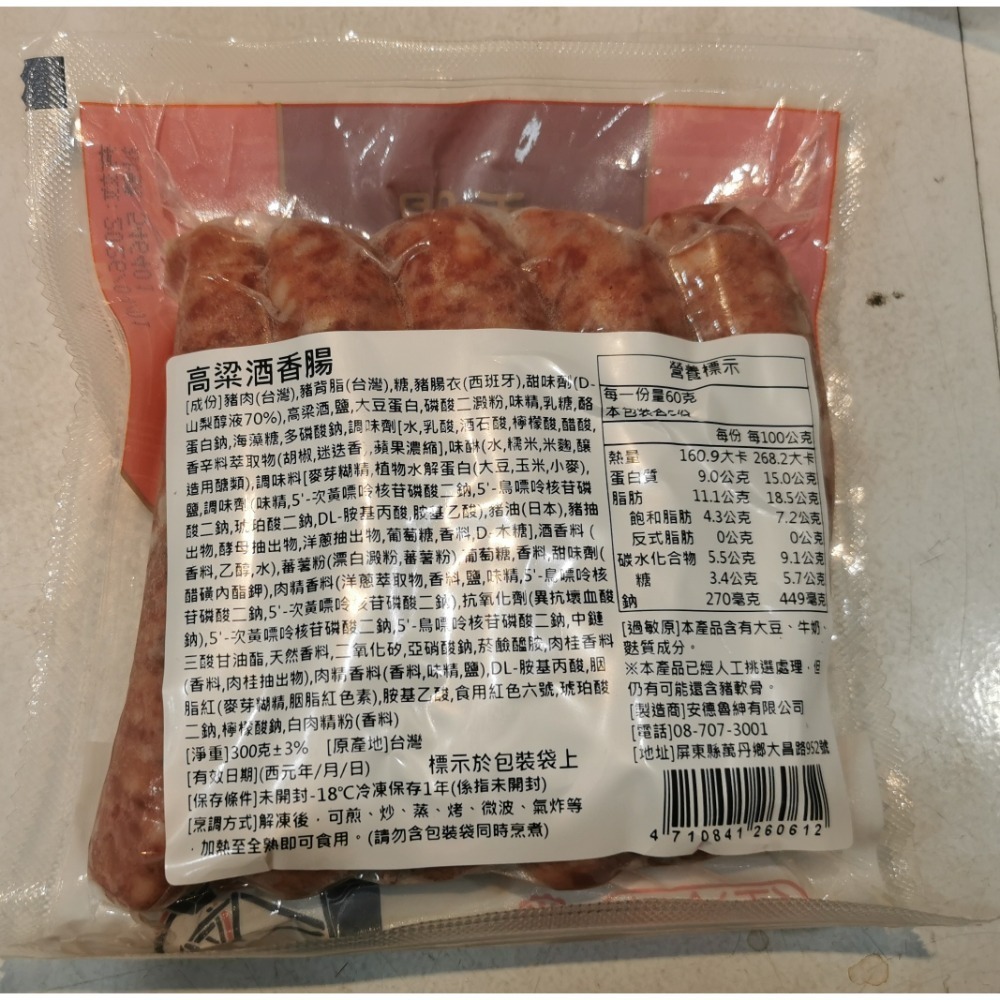 高粱酒香腸
[成份]豬肉(台灣),豬背脂(台灣),糖,豬腸衣(西班牙),甜味劑(D-
山梨醇液70%),高粱酒,鹽,大豆蛋白,磷酸二澱粉,味精,乳糖,酪
蛋白鈉,海藻糖,多磷酸鈉,調味劑[水,乳酸,酒石酸,檸檬酸,醋酸,
香辛料萃取物(胡椒,迷迭香,蘋果濃縮],味醂(水,糯米,米麴,釀
造用醣類),調味料[麥芽糊精,植物水解蛋白(大豆,玉米,小麥),
鹽,調味劑(味精,5'-次黃嘌呤核苷磷酸二鈉,5'-鳥嘌呤核苷磷
酸二鈉,琥珀酸二鈉,DL-胺基丙酸,胺基乙酸),豬油(日本),豬抽
出物,酵母抽出物,洋蔥抽出物,葡萄糖,香料,D-木糖],酒香料(
香料,乙醇,水),蕃薯粉(漂白澱粉,蕃薯粉),葡萄糖,香料,甜味劑(
醋磺內酯鉀),肉精香料(洋蔥萃取物,香料,鹽,味精,5'-鳥嘌呤核
苷磷酸二鈉,5'-次黃嘌呤核苷磷酸二鈉),抗氧化劑(異抗壞血酸
鈉),5'-次黃嘌呤核苷磷酸二鈉,5'-鳥嘌呤核苷磷酸二鈉,中鏈
三酸甘油酯,天然香料,二氧化矽,亞硝酸鈉,菸鹼醯胺,肉桂香料
(香料,肉桂抽出物),肉精香料(香料,味精,鹽),DL-胺基丙酸,胭
脂紅(麥芽糊精,胭脂紅色素),胺基乙酸,食用紅色六號,琥珀酸
二鈉,檸檬酸鈉,白肉精粉(香料)
[淨重]300克±3% [原產地]台灣
[有效日期](西元年/月/日) 標示於包裝袋上
[保存條件]未開封-18℃冷凍保存1年(係指未開封)
[烹調方式]解凍後，可煎、炒、蒸、烤、微波、氣炸等
，加熱至全熟即可食用。(請勿含包裝袋同時烹煮)
營養標示
每一份量60克
本包裝含5份
每份 每100公克
熱量 160.9大卡 268.2大卡
蛋白質 9.0公克 15.0公克
脂肪 11.1公克 18.5公克
飽和脂肪 4.3公克 7.2公克
反式脂肪 0公克 0公克
碳水化合物 5.5公克 9.1公克
糖 3.4公克 5.7公克
鈉 270毫克 449毫克
[過敏原]本產品含有大豆、牛奶、
麩質成分。
※本產品已經人工挑選處理，但
仍有可能還含豬軟骨。
[製造商]安德魯紳有限公司
[電話]08-707-3001
[地址]屏東縣萬丹鄉大昌路952號
4 710841 260612